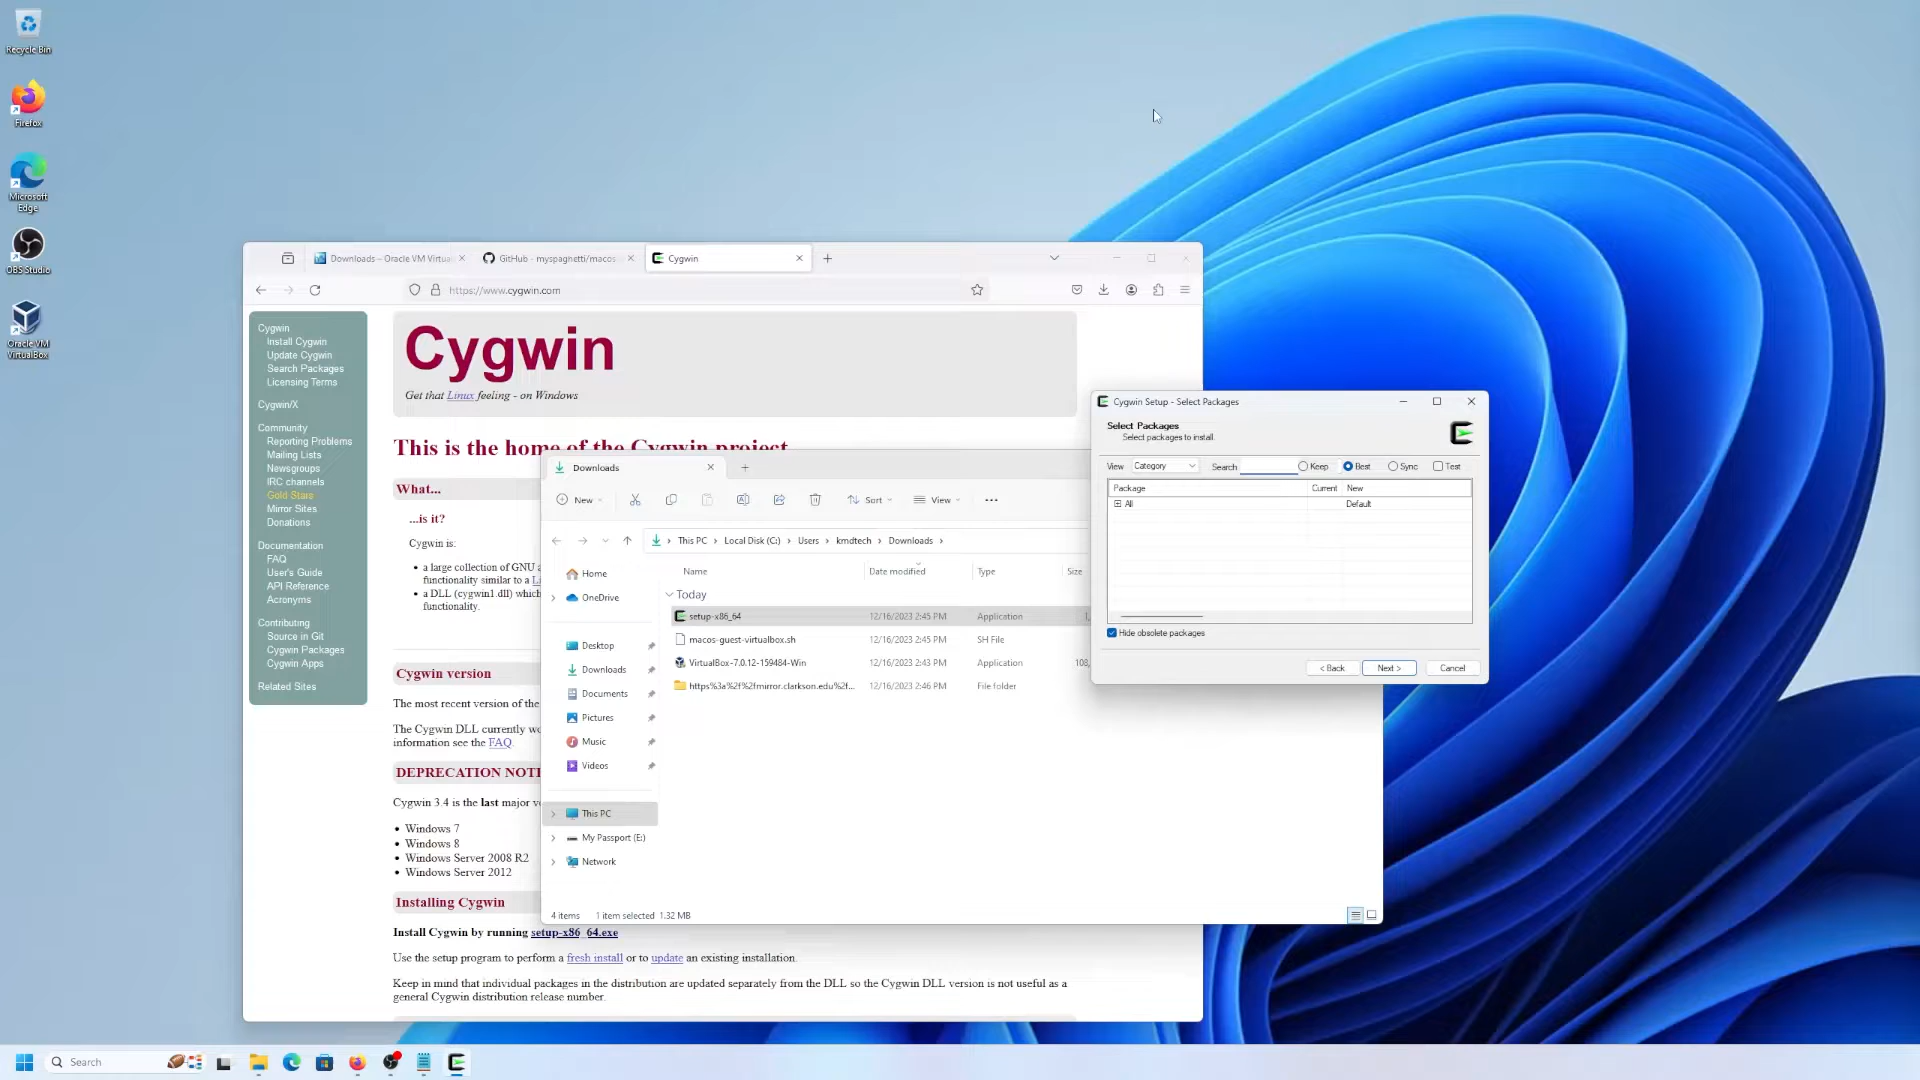 Recycle Bin
Firefox
Microsoft
Edge
OBS Studio
Oracle VM
VirtualBox
Downloads – Oracle VM Virtua
GitHub - myspaghetti/macos
Cygwin
https://www.cygwin.com
Cygwin
Install Cygwin
Update Cygwin
Search Packages
Licensing Terms
Cygwin/X
Community
Reporting Problems
Mailing Lists
Newsgroups
IRC channels
Gold Stars
Mirror Sites
Donations
Documentation
FAQ
User's Guide
API Reference
Acronyms
Contributing
Source in Git
Cygwin Packages
Cygwin Apps
Related Sites
Cygwin
Get that Linux feeling - on Windows
This is the home of the Cygwin project
What...
...is it?
Cygwin is:
a large collection of GNU a
functionality similar to a Li
a DLL (cygwin1.dll) which
functionality.
Cygwin version
The most recent version of the
The Cygwin DLL currently wo
information see the FAQ.
DEPRECATION NOTI
Cygwin 3.4 is the last major ve
Windows 7
Windows 8
Windows Server 2008 R2
Windows Server 2012
Installing Cygwin
Install Cygwin by running setup-x86_64.exe
Use the setup program to perform a fresh install or to update an existing installation.
Keep in mind that individual packages in the distribution are updated separately from the DLL so the Cygwin DLL version is not useful as a
general Cygwin distribution release number.
Downloads
New
Sort
View
This PC > Local Disk (C:) > Users > kmdtech > Downloads >
Name Date modified Type Size
Home
OneDrive
Desktop
Downloads
Documents
Pictures
Music
Videos
This PC
My Passport (E:)
Network
Today
setup-x86_64 12/16/2023 2:45 PM Application 1,
macos-guest-virtualbox.sh 12/16/2023 2:45 PM SH File
VirtualBox-7.0.12-159484-Win 12/16/2023 2:43 PM Application 108,
https%3a%2f%2fmirror.clarkson.edu%2f... 12/16/2023 2:46 PM File folder
4 items 1 item selected 1.32 MB
Cygwin Setup - Select Packages
Select Packages
Select packages to install.
View Category Search Keep Best Sync Test
Package Current New
All Default
Hide obsolete packages
< Back Next > Cancel
Search